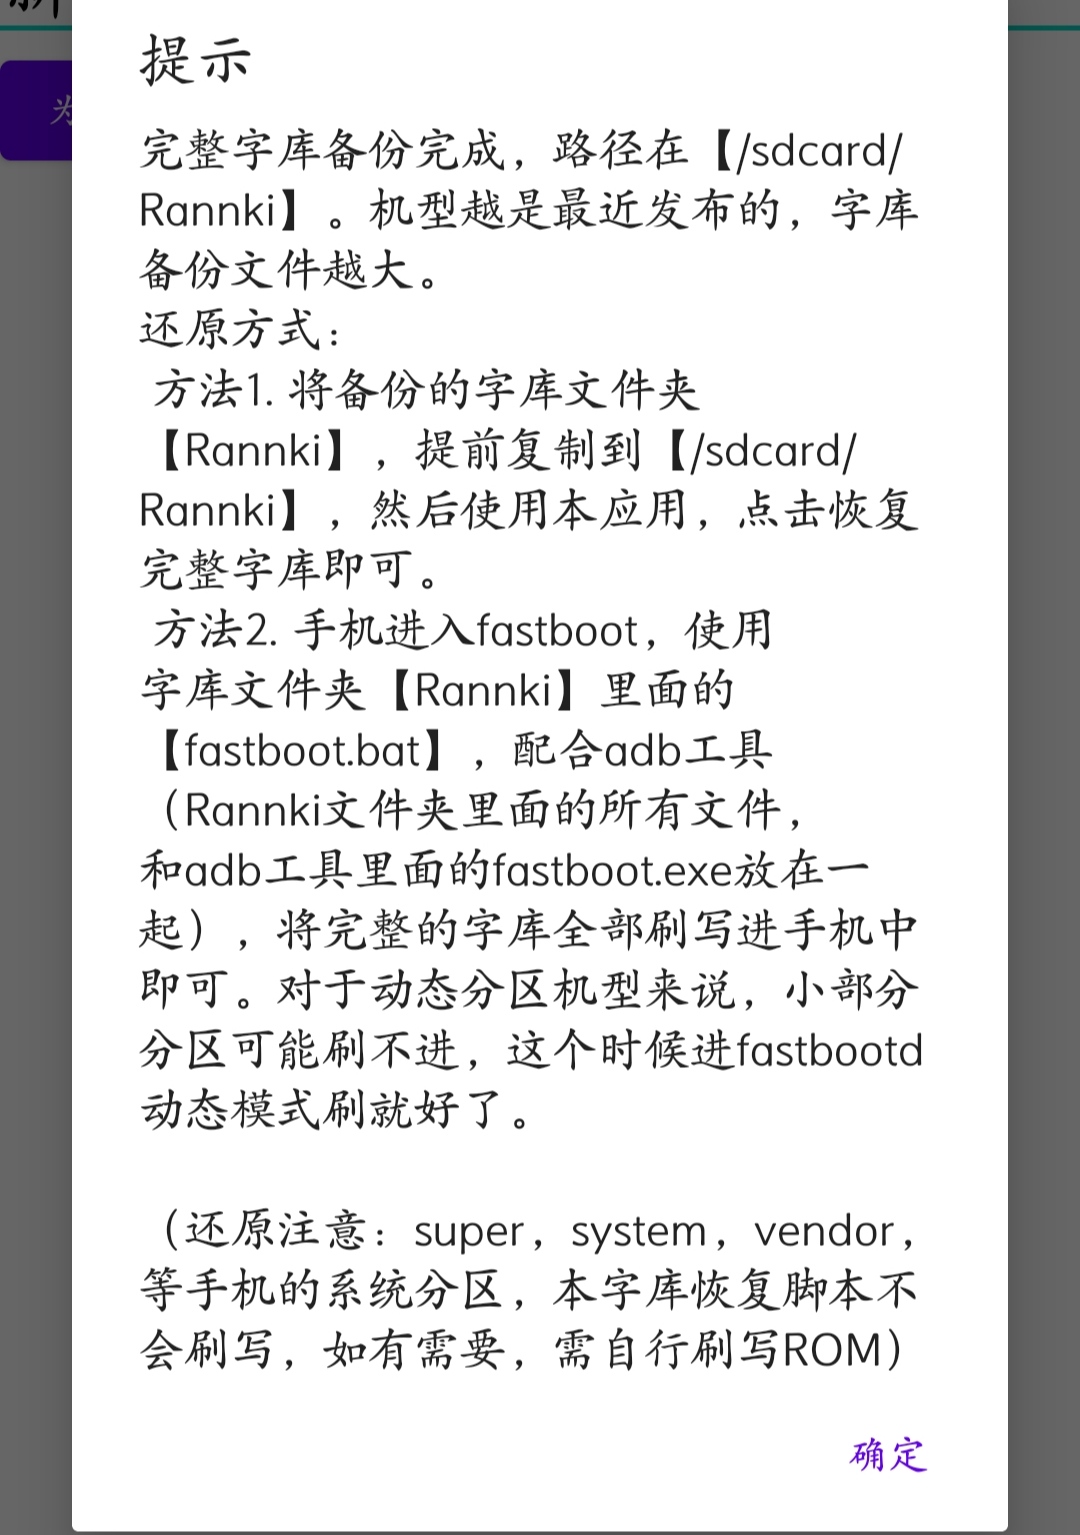 提示
完整字库备份完成，路径在【/sdcard/
Rannki】。机型越是最近发布的，字库
备份文件越大。
还原方式：
方法1. 将备份的字库文件夹
【Rannki】，提前复制到【/sdcard/
Rannki】，然后使用本应用，点击恢复
完整字库即可。
方法2. 手机进入fastboot，使用
字库文件夹【Rannki】里面的
【fastboot.bat】，配合adb工具
（Rannki文件夹里面的所有文件，
和adb工具里面的fastboot.exe放在一
起），将完整的字库全部刷写进手机中
即可。对于动态分区机型来说，小部分
分区可能刷不进，这个时候进fastbootd
动态模式刷就好了。
（还原注意：super，system，vendor，
等手机的系统分区，本字库恢复脚本不
会刷写，如有需要，需自行刷写ROM）
确定